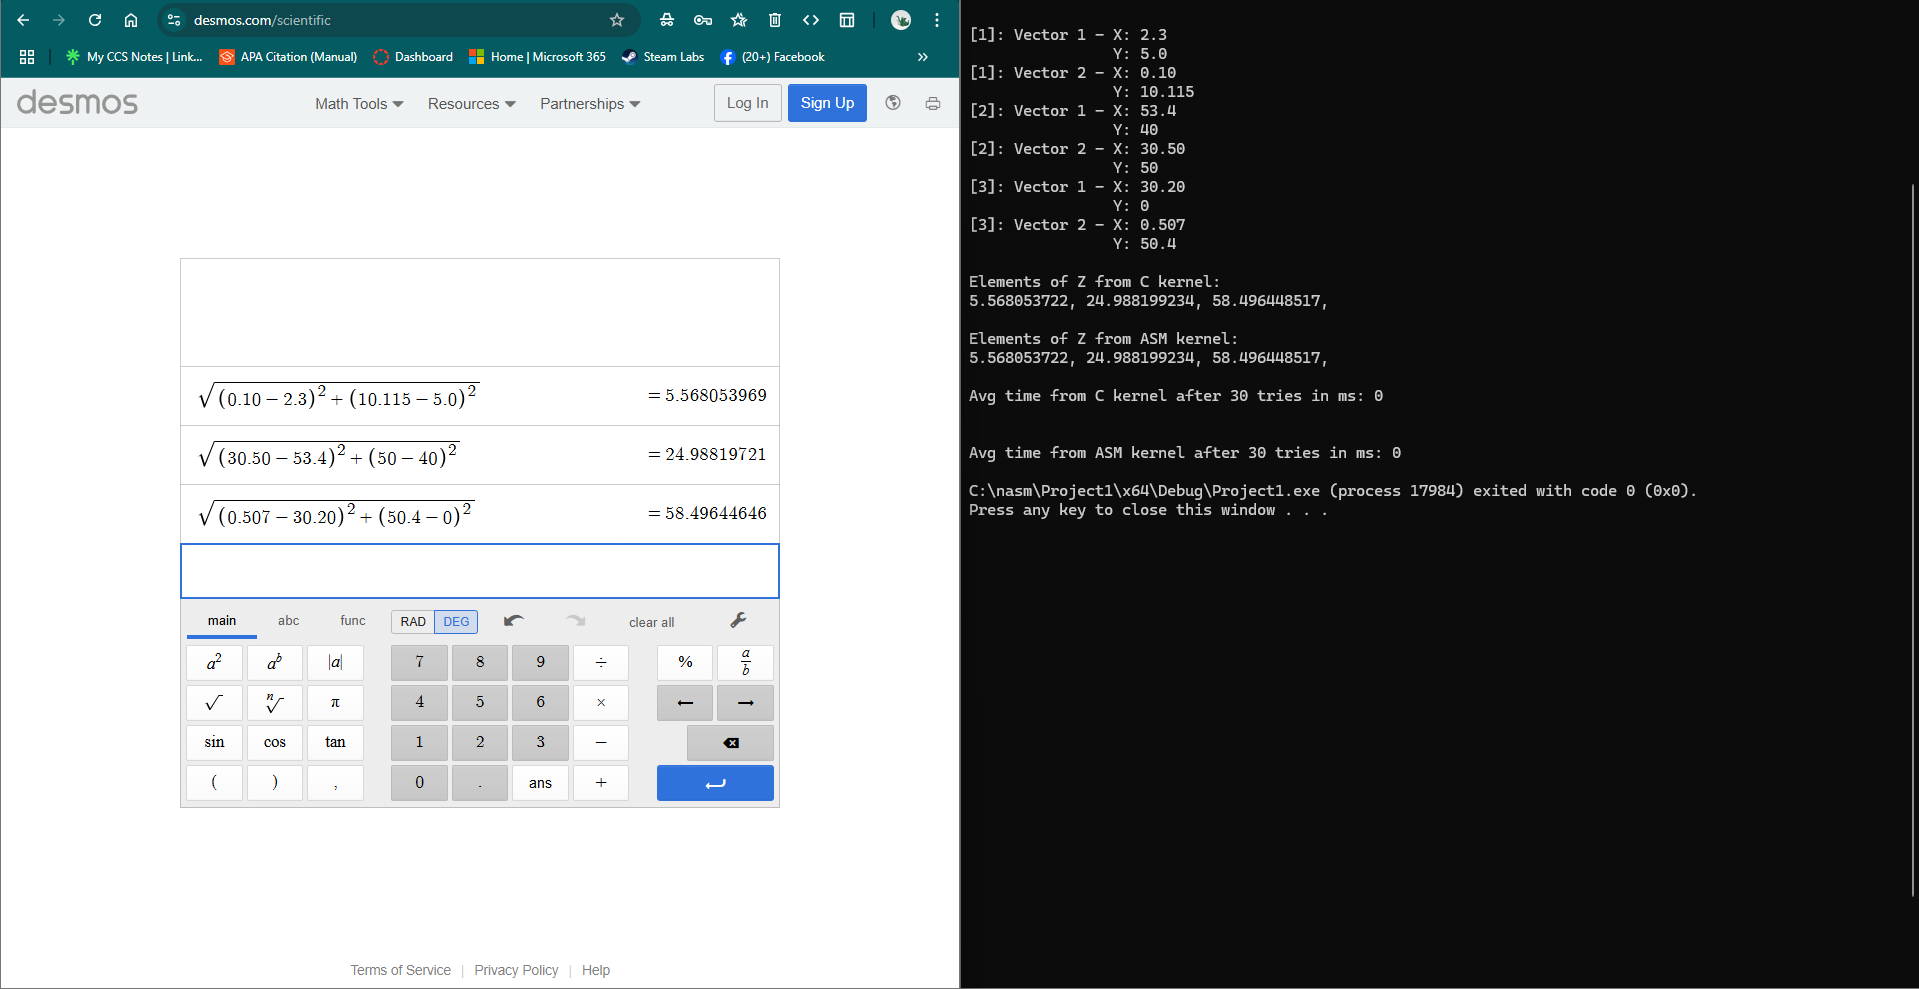 desmos.com/scientific
My CCS Notes | Link...
APA Citation (Manual)
Dashboard
Home | Microsoft 365
Steam Labs
(20+) Facebook
»
desmos
Math Tools
Resources
Partnerships
Log In
Sign Up
√(0.10 − 2.3)² + (10.115 − 5.0)² = 5.568053969
√(30.50 − 53.4)² + (50 − 40)² = 24.98819721
√(0.507 − 30.20)² + (50.4 − 0)² = 58.49644646
main abc func RAD DEG clear all
a² aᵇ |a| 7 8 9 ÷ % a/b
√ ⁿ√ π 4 5 6 × ← →
sin cos tan 1 2 3 −
( ) , 0 . ans +
Terms of Service | Privacy Policy | Help
[1]: Vector 1 - X: 2.3
Y: 5.0
[1]: Vector 2 - X: 0.10
Y: 10.115
[2]: Vector 1 - X: 53.4
Y: 40
[2]: Vector 2 - X: 30.50
Y: 50
[3]: Vector 1 - X: 30.20
Y: 0
[3]: Vector 2 - X: 0.507
Y: 50.4
Elements of Z from C kernel:
5.568053722, 24.988199234, 58.496448517,
Elements of Z from ASM kernel:
5.568053722, 24.988199234, 58.496448517,
Avg time from C kernel after 30 tries in ms: 0
Avg time from ASM kernel after 30 tries in ms: 0
C:\nasm\Project1\x64\Debug\Project1.exe (process 17984) exited with code 0 (0x0).
Press any key to close this window . . .